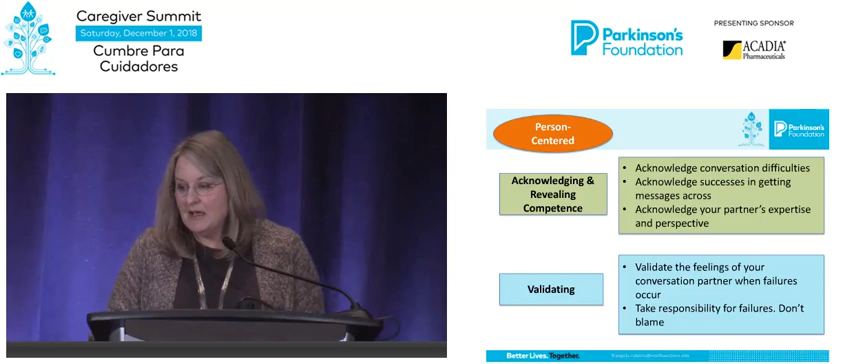 Caregiver Summit
Saturday, December 1, 2018
Cumbre Para
Cuidadores
Parkinson's
Foundation
PRESENTING SPONSOR
ACADIA®
Pharmaceuticals
Person-
Centered
Parkinson's
Foundation
Acknowledging &
Revealing
Competence
• Acknowledge conversation difficulties
• Acknowledge successes in getting
messages across
• Acknowledge your partner's expertise
and perspective
Validating
• Validate the feelings of your
conversation partner when failures
occur
• Take responsibility for failures. Don't
blame
Better Lives. Together.